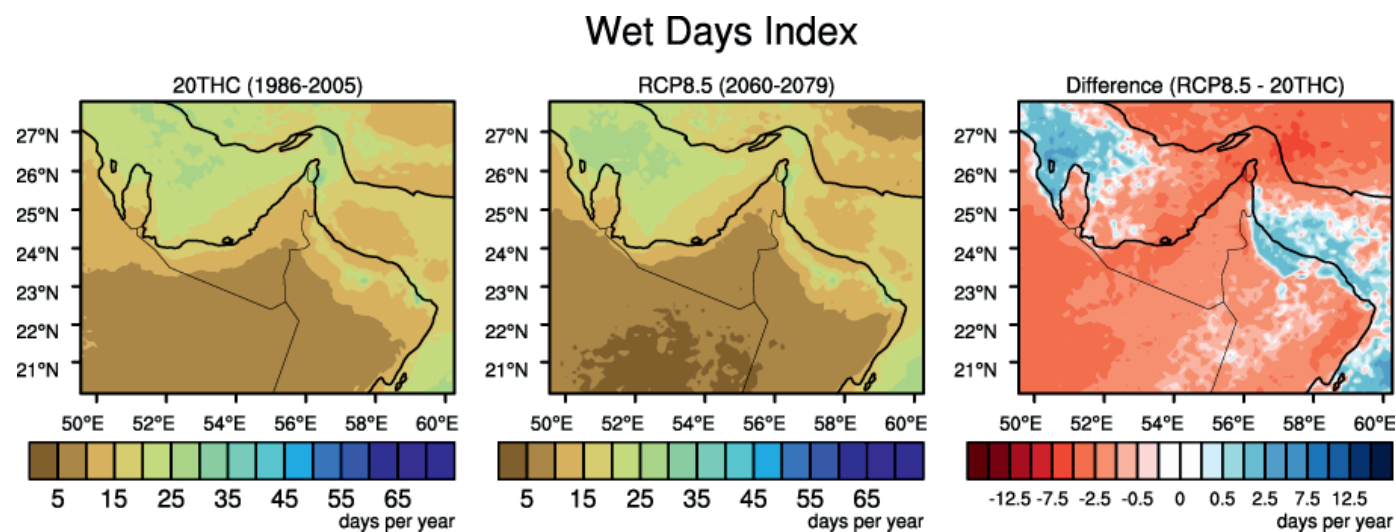 Wet Days Index
20THC (1986-2005)
RCP8.5 (2060-2079)
Difference (RCP8.5 - 20THC)
27°N
26°N
25°N
24°N
23°N
22°N
21°N
50°E 52°E 54°E 56°E 58°E 60°E
27°N
26°N
25°N
24°N
23°N
22°N
21°N
50°E 52°E 54°E 56°E 58°E 60°E
27°N
26°N
25°N
24°N
23°N
22°N
21°N
50°E 52°E 54°E 56°E 58°E 60°E
5 15 25 35 45 55 65
days per year
5 15 25 35 45 55 65
days per year
-12.5 -7.5 -2.5 -0.5 0 0.5 2.5 7.5 12.5
days per year